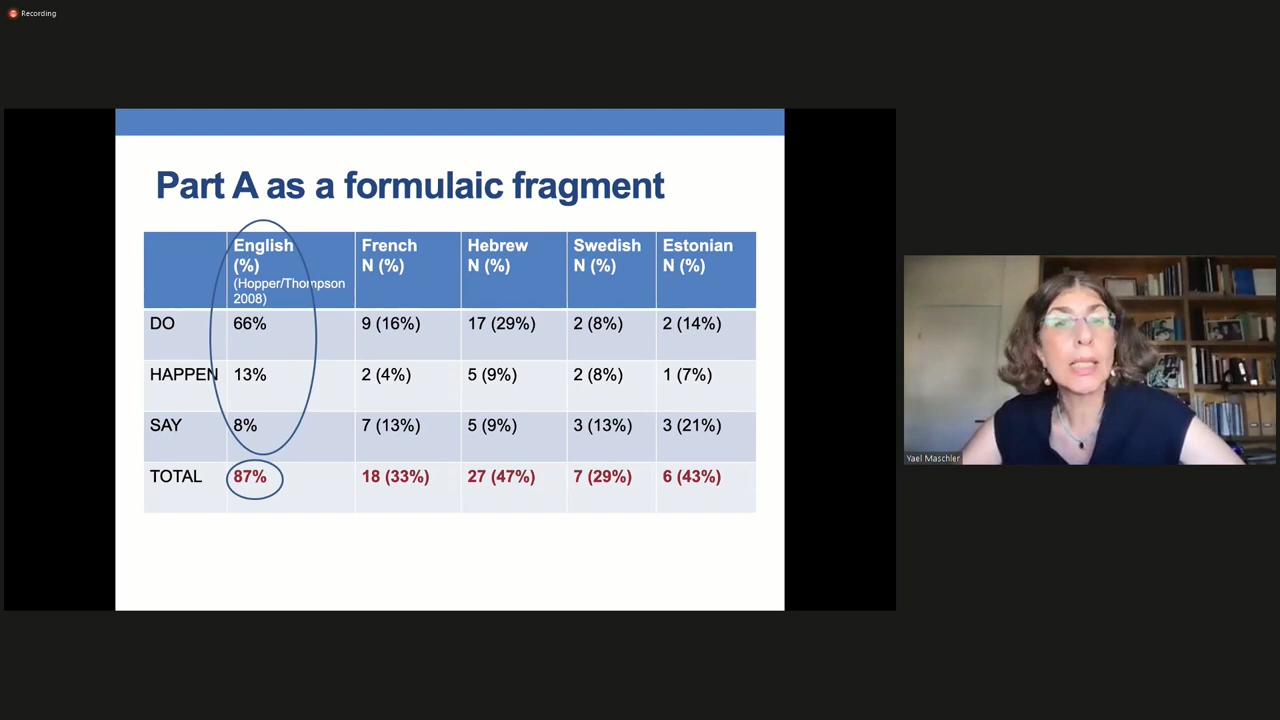 Recording
Part A as a formulaic fragment
English (%) (Hopper/Thompson 2008) French N (%) Hebrew N (%) Swedish N (%) Estonian N (%)
DO 66% 9 (16%) 17 (29%) 2 (8%) 2 (14%)
HAPPEN 13% 2 (4%) 5 (9%) 2 (8%) 1 (7%)
SAY 8% 7 (13%) 5 (9%) 3 (13%) 3 (21%)
TOTAL 87% 18 (33%) 27 (47%) 7 (29%) 6 (43%)
Yael Maschler